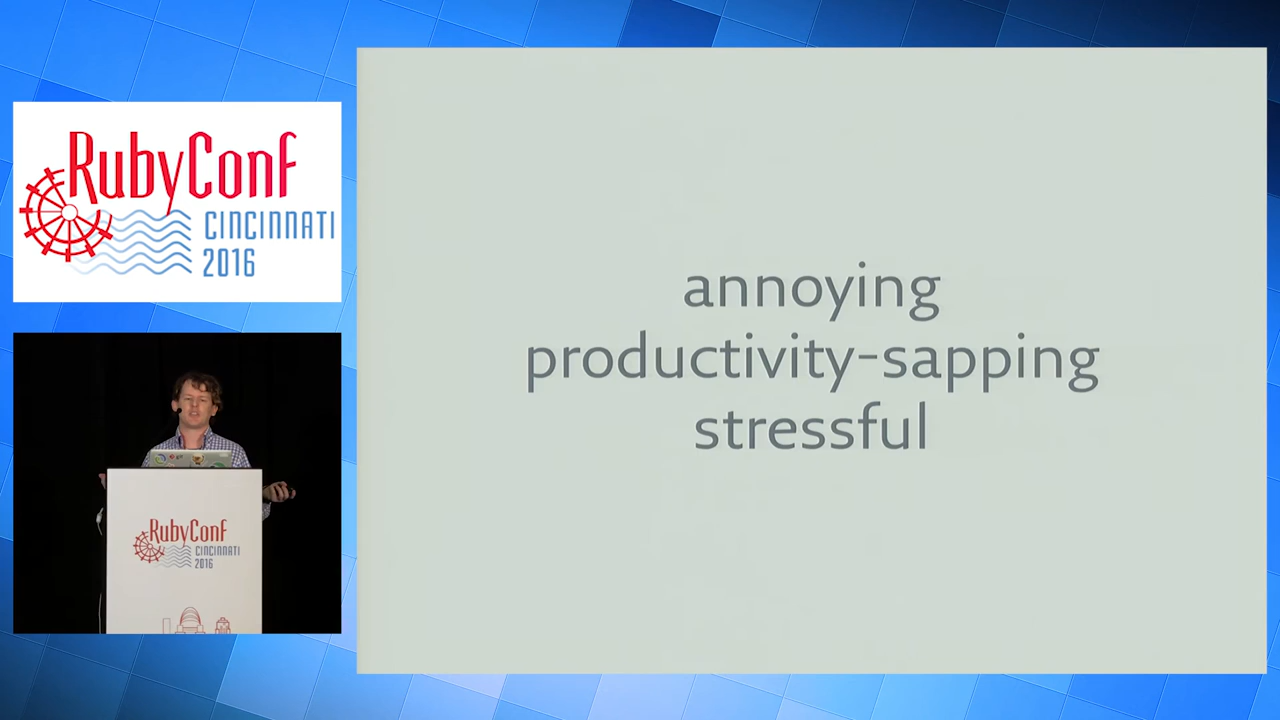 RubyConf
CINCINNATI
2016
annoying
productivity-sapping
stressful
RubyConf
CINCINNATI
2016